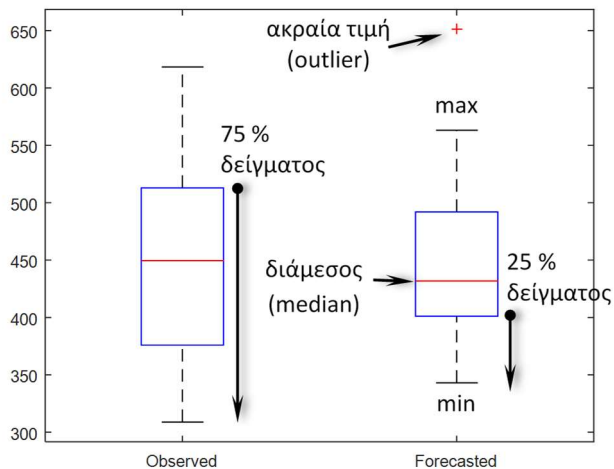 650
600
550
500
450
400
350
300
ακραία τιμή
(outlier)
max
75 %
δείγματος
διάμεσος
(median)
25 %
δείγματος
min
Observed
Forecasted